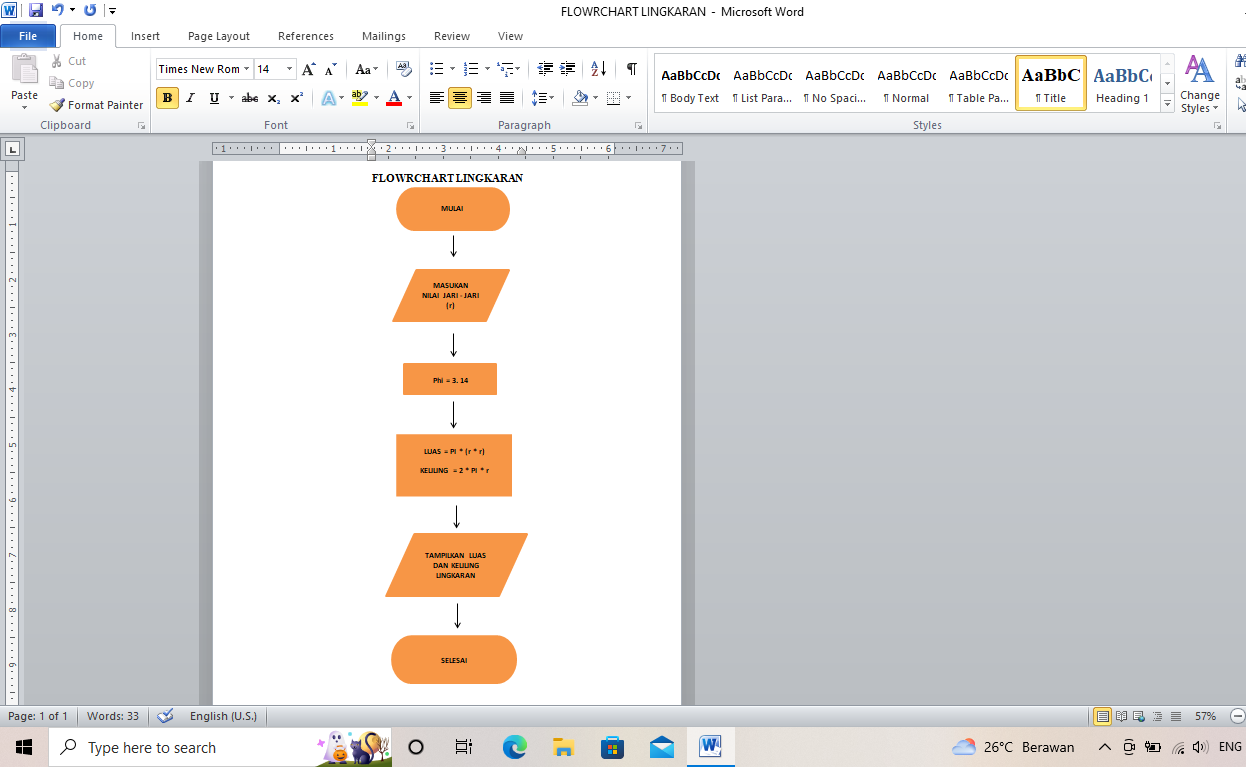 FLOWRCHART LINGKARAN - Microsoft Word
File Home Insert Page Layout References Mailings Review View
Paste
Cut
Copy
Format Painter
Clipboard
Times New Rom 14
Font
Paragraph
AaBbCcDc AaBbCcDc AaBbCcDc AaBbCcDc AaBbCcDc AaBbC AaBbCc
¶ Body Text ¶ List Para... ¶ No Spaci... ¶ Normal ¶ Table Pa... ¶ Title Heading 1
Change
Styles
Styles
FLOWRCHART LINGKARAN
MULAI
MASUKAN
NILAI JARI - JARI
(r)
Phi = 3. 14
LUAS = PI * (r * r)
KELILING = 2 * PI * r
TAMPILKAN LUAS
DAN KELILING
LINGKARAN
SELESAI
Page: 1 of 1 Words: 33 English (U.S.) 57%
Type here to search 26°C Berawan ENG